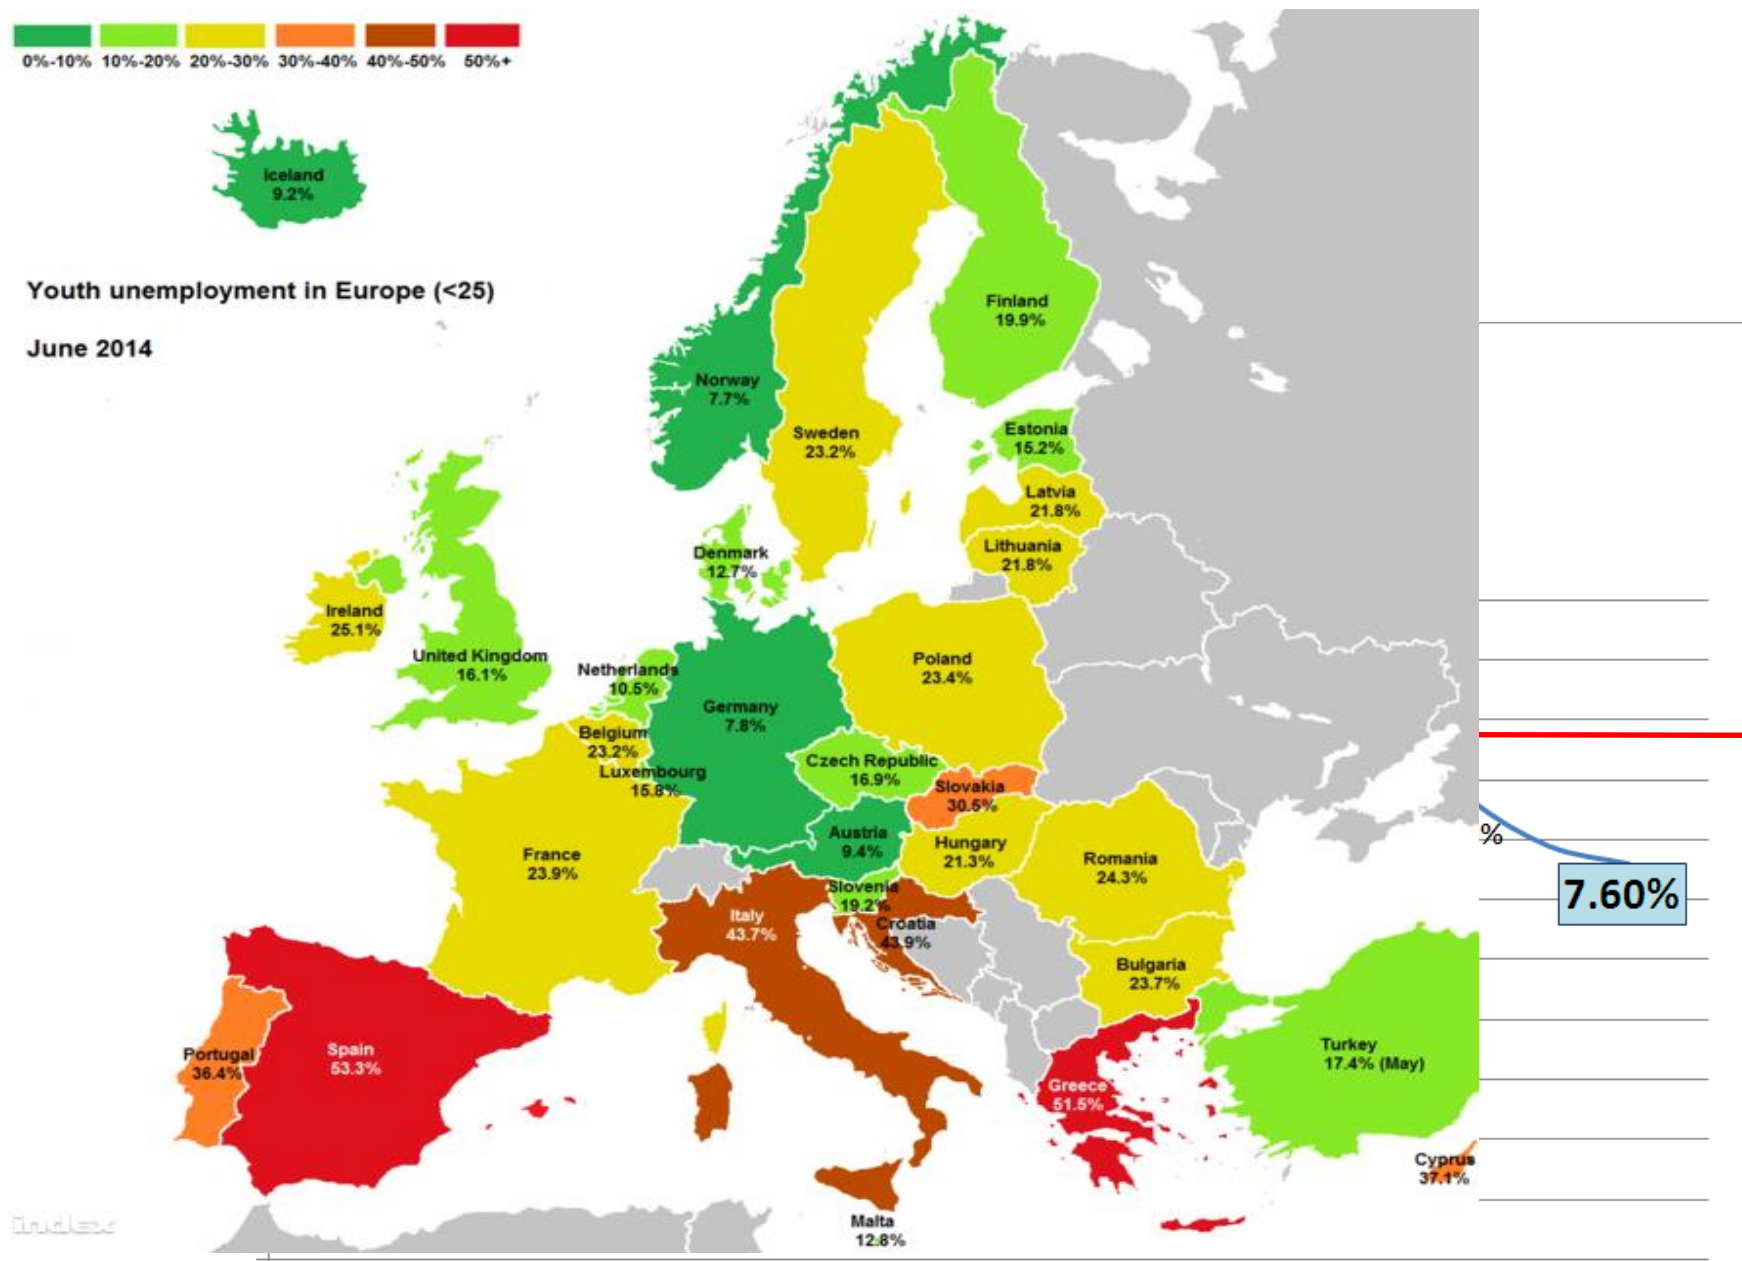 0%-10% 10%-20% 20%-30% 30%-40% 40%-50% 50%+
Iceland
9.2%
Youth unemployment in Europe (<25)
June 2014
Finland
19.9%
Norway
7.7%
Sweden
23.2%
Estonia
15.2%
Latvia
21.8%
Lithuania
21.8%
Denmark
12.7%
Ireland
25.1%
United Kingdom
16.1%
Netherlands
10.5%
Poland
23.4%
Germany
7.8%
Belgium
23.2%
Luxembourg
15.8%
Czech Republic
16.9%
Slovakia
30.5%
Austria
9.4%
Hungary
21.3%
France
23.9%
Romania
24.3%
%
7.60%
Slovenia
19.2%
Italy
43.7%
Croatia
43.9%
Bulgaria
23.7%
Portugal
36.4%
Spain
53.3%
Turkey
17.4% (May)
Greece
51.5%
Cyprus
37.1%
Malta
12.8%
index